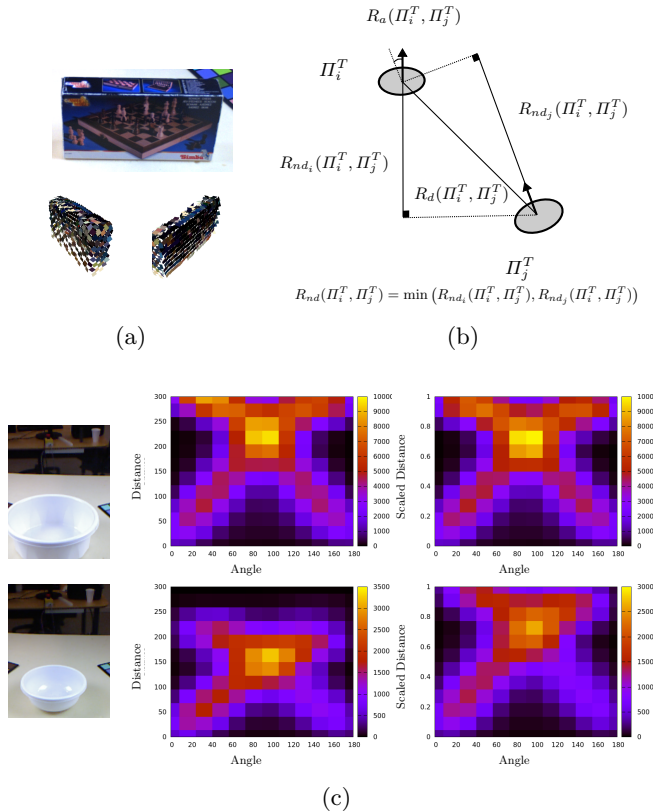 Simba
(a)
R_a(Π_i^T, Π_j^T)
Π_i^T
R_{nd_j}(Π_i^T, Π_j^T)
R_{nd_i}(Π_i^T, Π_j^T)
R_d(Π_i^T, Π_j^T)
Π_j^T
R_{nd}(Π_i^T, Π_j^T) = min (R_{nd_i}(Π_i^T, Π_j^T), R_{nd_j}(Π_i^T, Π_j^T))
(b)
300
250
200
150
100
50
0
Distance
0 20 40 60 80 100 120 140 160 180
Angle
10000
9000
8000
7000
6000
5000
4000
3000
2000
1000
0
1
0.8
0.6
0.4
0.2
0
Scaled Distance
0 20 40 60 80 100 120 140 160 180
Angle
10000
9000
8000
7000
6000
5000
4000
3000
2000
1000
0
300
250
200
150
100
50
0
Distance
0 20 40 60 80 100 120 140 160 180
Angle
3500
3000
2500
2000
1500
1000
500
0
1
0.8
0.6
0.4
0.2
0
Scaled Distance
0 20 40 60 80 100 120 140 160 180
Angle
3000
2500
2000
1500
1000
500
0
(c)